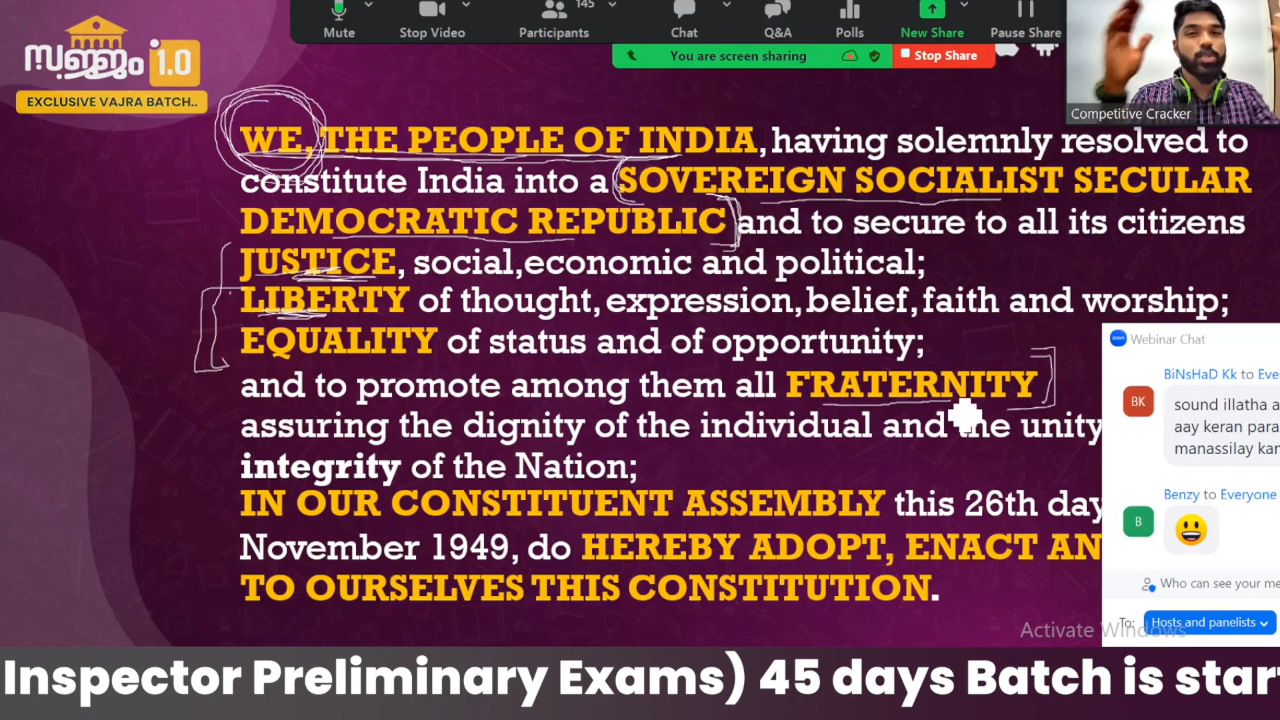 145
Mute
Stop Video
Participants
Chat
Q&A
Polls
New Share
Pause Share
You are screen sharing
Stop Share
1.0
EXCLUSIVE VAJRA BATCH..
Competitive Cracker
WE, THE PEOPLE OF INDIA, having solemnly resolved to
constitute India into a SOVEREIGN SOCIALIST SECULAR
DEMOCRATIC REPUBLIC and to secure to all its citizens
JUSTICE, social,economic and political;
LIBERTY of thought, expression, belief, faith and worship;
EQUALITY of status and of opportunity;
and to promote among them all FRATERNITY
assuring the dignity of the individual and the unity
integrity of the Nation;
IN OUR CONSTITUENT ASSEMBLY this 26th day
November 1949, do HEREBY ADOPT, ENACT AN
TO OURSELVES THIS CONSTITUTION.
zoom Webinar Chat
BiNsHaD Kk to Eve
BK
sound illatha a
aay keran para
manassilay kar
Benzy to Everyone
B
Who can see your me
To: Hosts and panelists
Activate Windows
Inspector Preliminary Exams) 45 days Batch is star